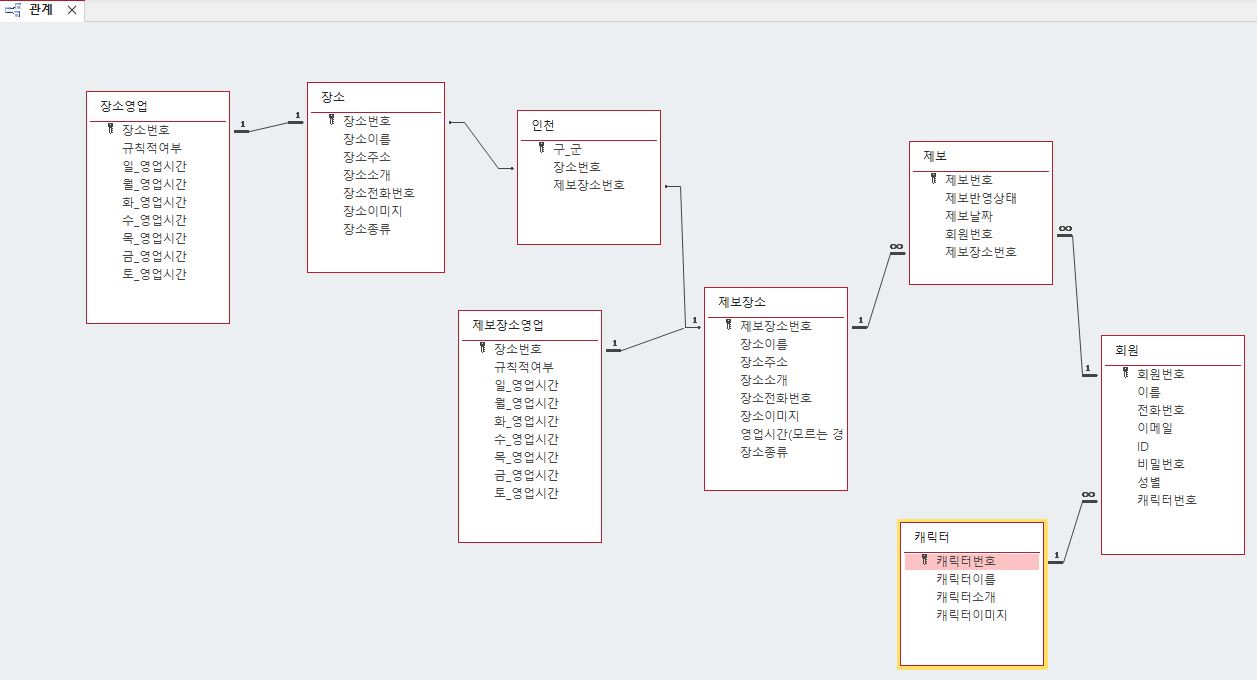 관계
장소영업
장소번호
규칙적여부
일_영업시간
월_영업시간
화_영업시간
수_영업시간
목_영업시간
금_영업시간
토_영업시간
1
1
장소
장소번호
장소이름
장소주소
장소소개
장소전화번호
장소이미지
장소종류
인천
구_군
장소번호
제보장소번호
제보장소영업
장소번호
규칙적여부
일_영업시간
월_영업시간
화_영업시간
수_영업시간
목_영업시간
금_영업시간
토_영업시간
1
1
제보장소
제보장소번호
장소이름
장소주소
장소소개
장소전화번호
장소이미지
영업시간(모르는 경
장소종류
1
∞
제보
제보번호
제보반영상태
제보날짜
회원번호
제보장소번호
∞
1
회원
회원번호
이름
전화번호
이메일
ID
비밀번호
성별
캐릭터번호
∞
1
캐릭터
캐릭터번호
캐릭터이름
캐릭터소개
캐릭터이미지